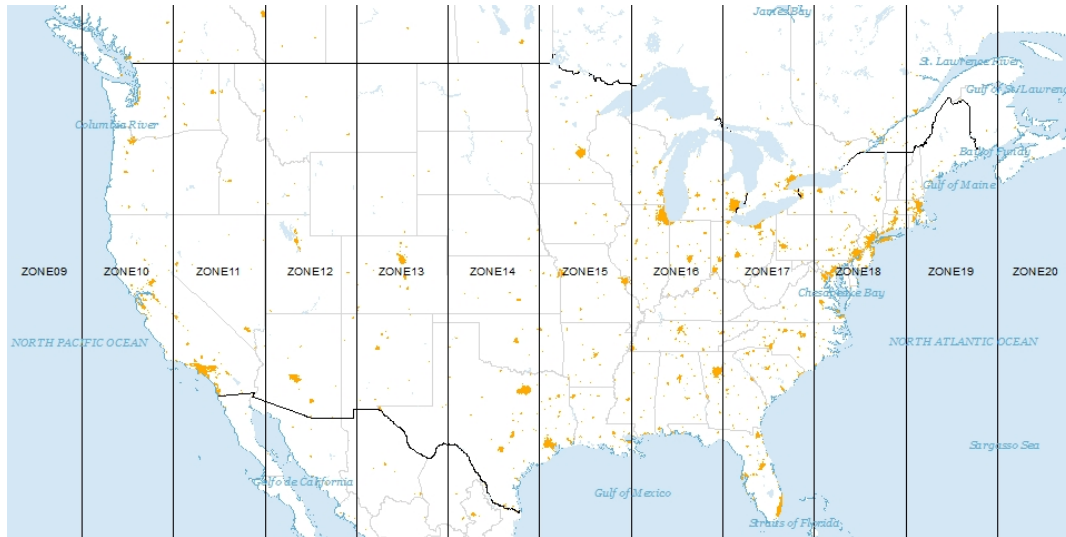 James Bay
St. Lawrence River
Gulf of St. Lawrenc
Columbia River
Bay of Fundy
Gulf of Maine
ZONE09 ZONE10 ZONE11 ZONE12 ZONE13 ZONE14 ZONE15 ZONE16 ZONE17 ZONE18 ZONE19 ZONE20
Chesapeake Bay
NORTH PACIFIC OCEAN NORTH ATLANTIC OCEAN
Sargasso Sea
Golfo de California
Gulf of Mexico
Straits of Florida